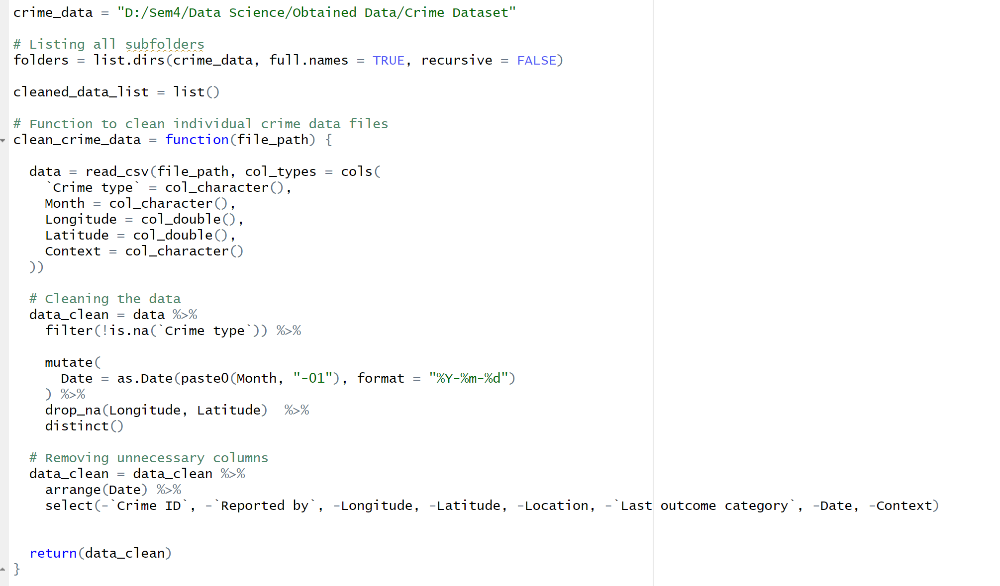 crime_data = "D:/Sem4/Data Science/Obtained Data/Crime Dataset"
# Listing all subfolders
folders = list.dirs(crime_data, full.names = TRUE, recursive = FALSE)
cleaned_data_list = list()
# Function to clean individual crime data files
clean_crime_data = function(file_path) {
data = read_csv(file_path, col_types = cols(
`Crime type` = col_character(),
Month = col_character(),
Longitude = col_double(),
Latitude = col_double(),
Context = col_character()
))
# Cleaning the data
data_clean = data %>%
filter(!is.na(`Crime type`)) %>%
mutate(
Date = as.Date(paste0(Month, "-01"), format = "%Y-%m-%d")
) %>%
drop_na(Longitude, Latitude)  %>%
distinct()
# Removing unnecessary columns
data_clean = data_clean %>%
arrange(Date) %>%
select(-`Crime ID`, -`Reported by`, -Longitude, -Latitude, -Location, -`Last outcome category`, -Date, -Context)
return(data_clean)
}